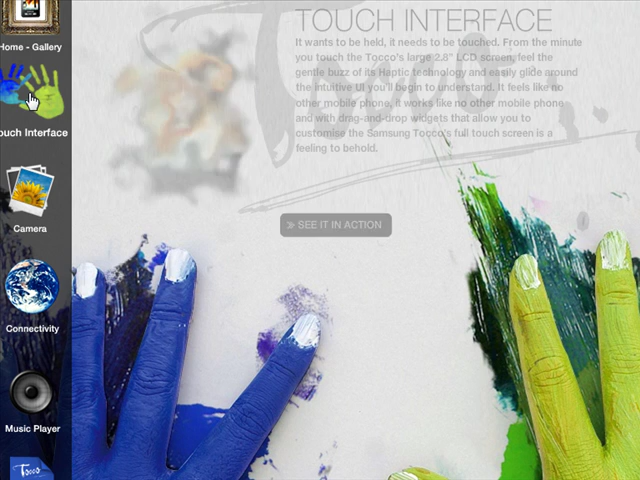 TOUCH INTERFACE
It wants to be held, it needs to be touched. From the minute
you touch the Tocco's large 2.8" LCD screen, feel the
gentle buzz of its Haptic technology and easily glide around
the intuitive UI you'll begin to understand. It feels like no
other mobile phone, it works like no other mobile phone
and with drag-and-drop widgets that allow you to
customise the Samsung Tocco's full touch screen is a
feeling to behold.
» SEE IT IN ACTION
Home - Gallery
ouch Interface
Camera
Connectivity
Music Player
Tocco